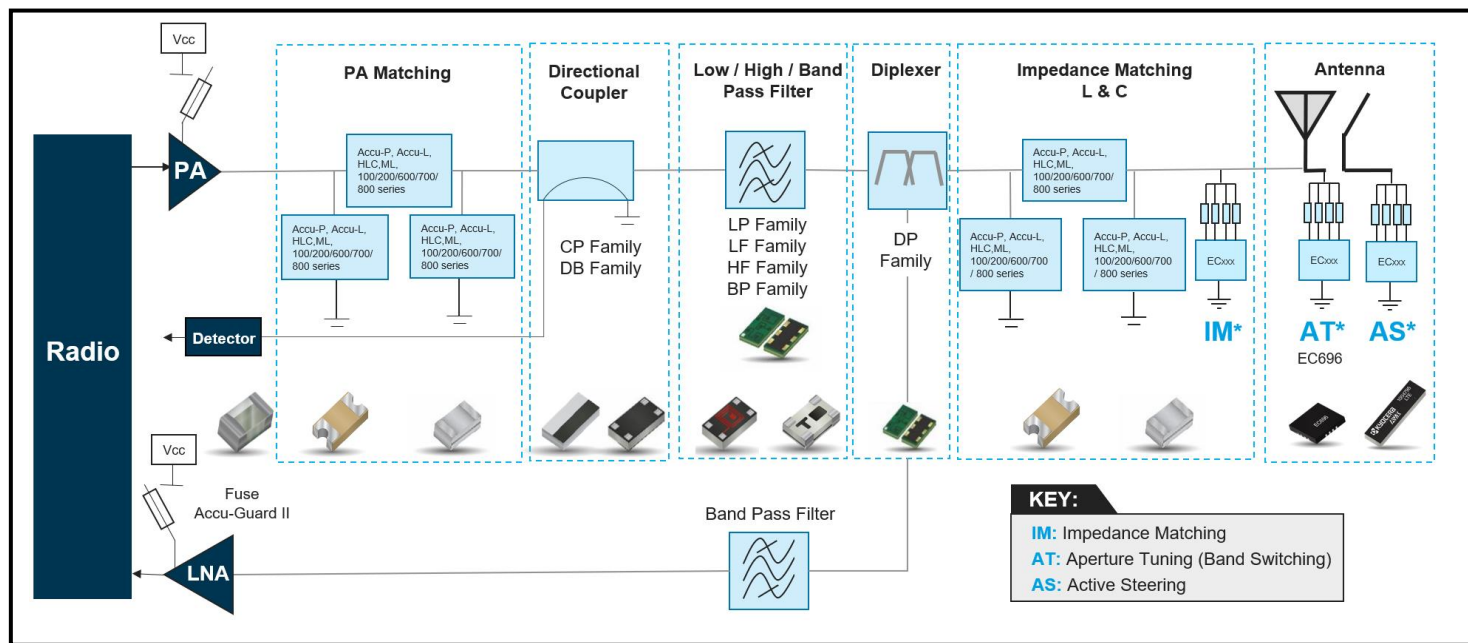 Vcc
PA Matching
Directional
Coupler
Low / High / Band
Pass Filter
Diplexer
Impedance Matching
L & C
Antenna
Radio
PA
Accu-P, Accu-L,
HLC,ML,
100/200/600/700/
800 series
Accu-P, Accu-L,
HLC,ML,
100/200/600/700/
800 series
Accu-P, Accu-L,
HLC,ML,
100/200/600/700/
800 series
CP Family
DB Family
LP Family
LF Family
HF Family
BP Family
DP
Family
Accu-P, Accu-L,
HLC,ML,
100/200/600/700/
800 series
Accu-P, Accu-L,
HLC,ML,
100/200/600/700
/ 800 series
Accu-P, Accu-L,
HLC,ML,
100/200/600/700
/ 800 series
ECxxx
ECxxx
ECxxx
IM*
AT*
AS*
EC696
Detector
T
EC696
Vcc
Fuse
Accu-Guard II
LNA
Band Pass Filter
KEY:
IM: Impedance Matching
AT: Aperture Tuning (Band Switching)
AS: Active Steering